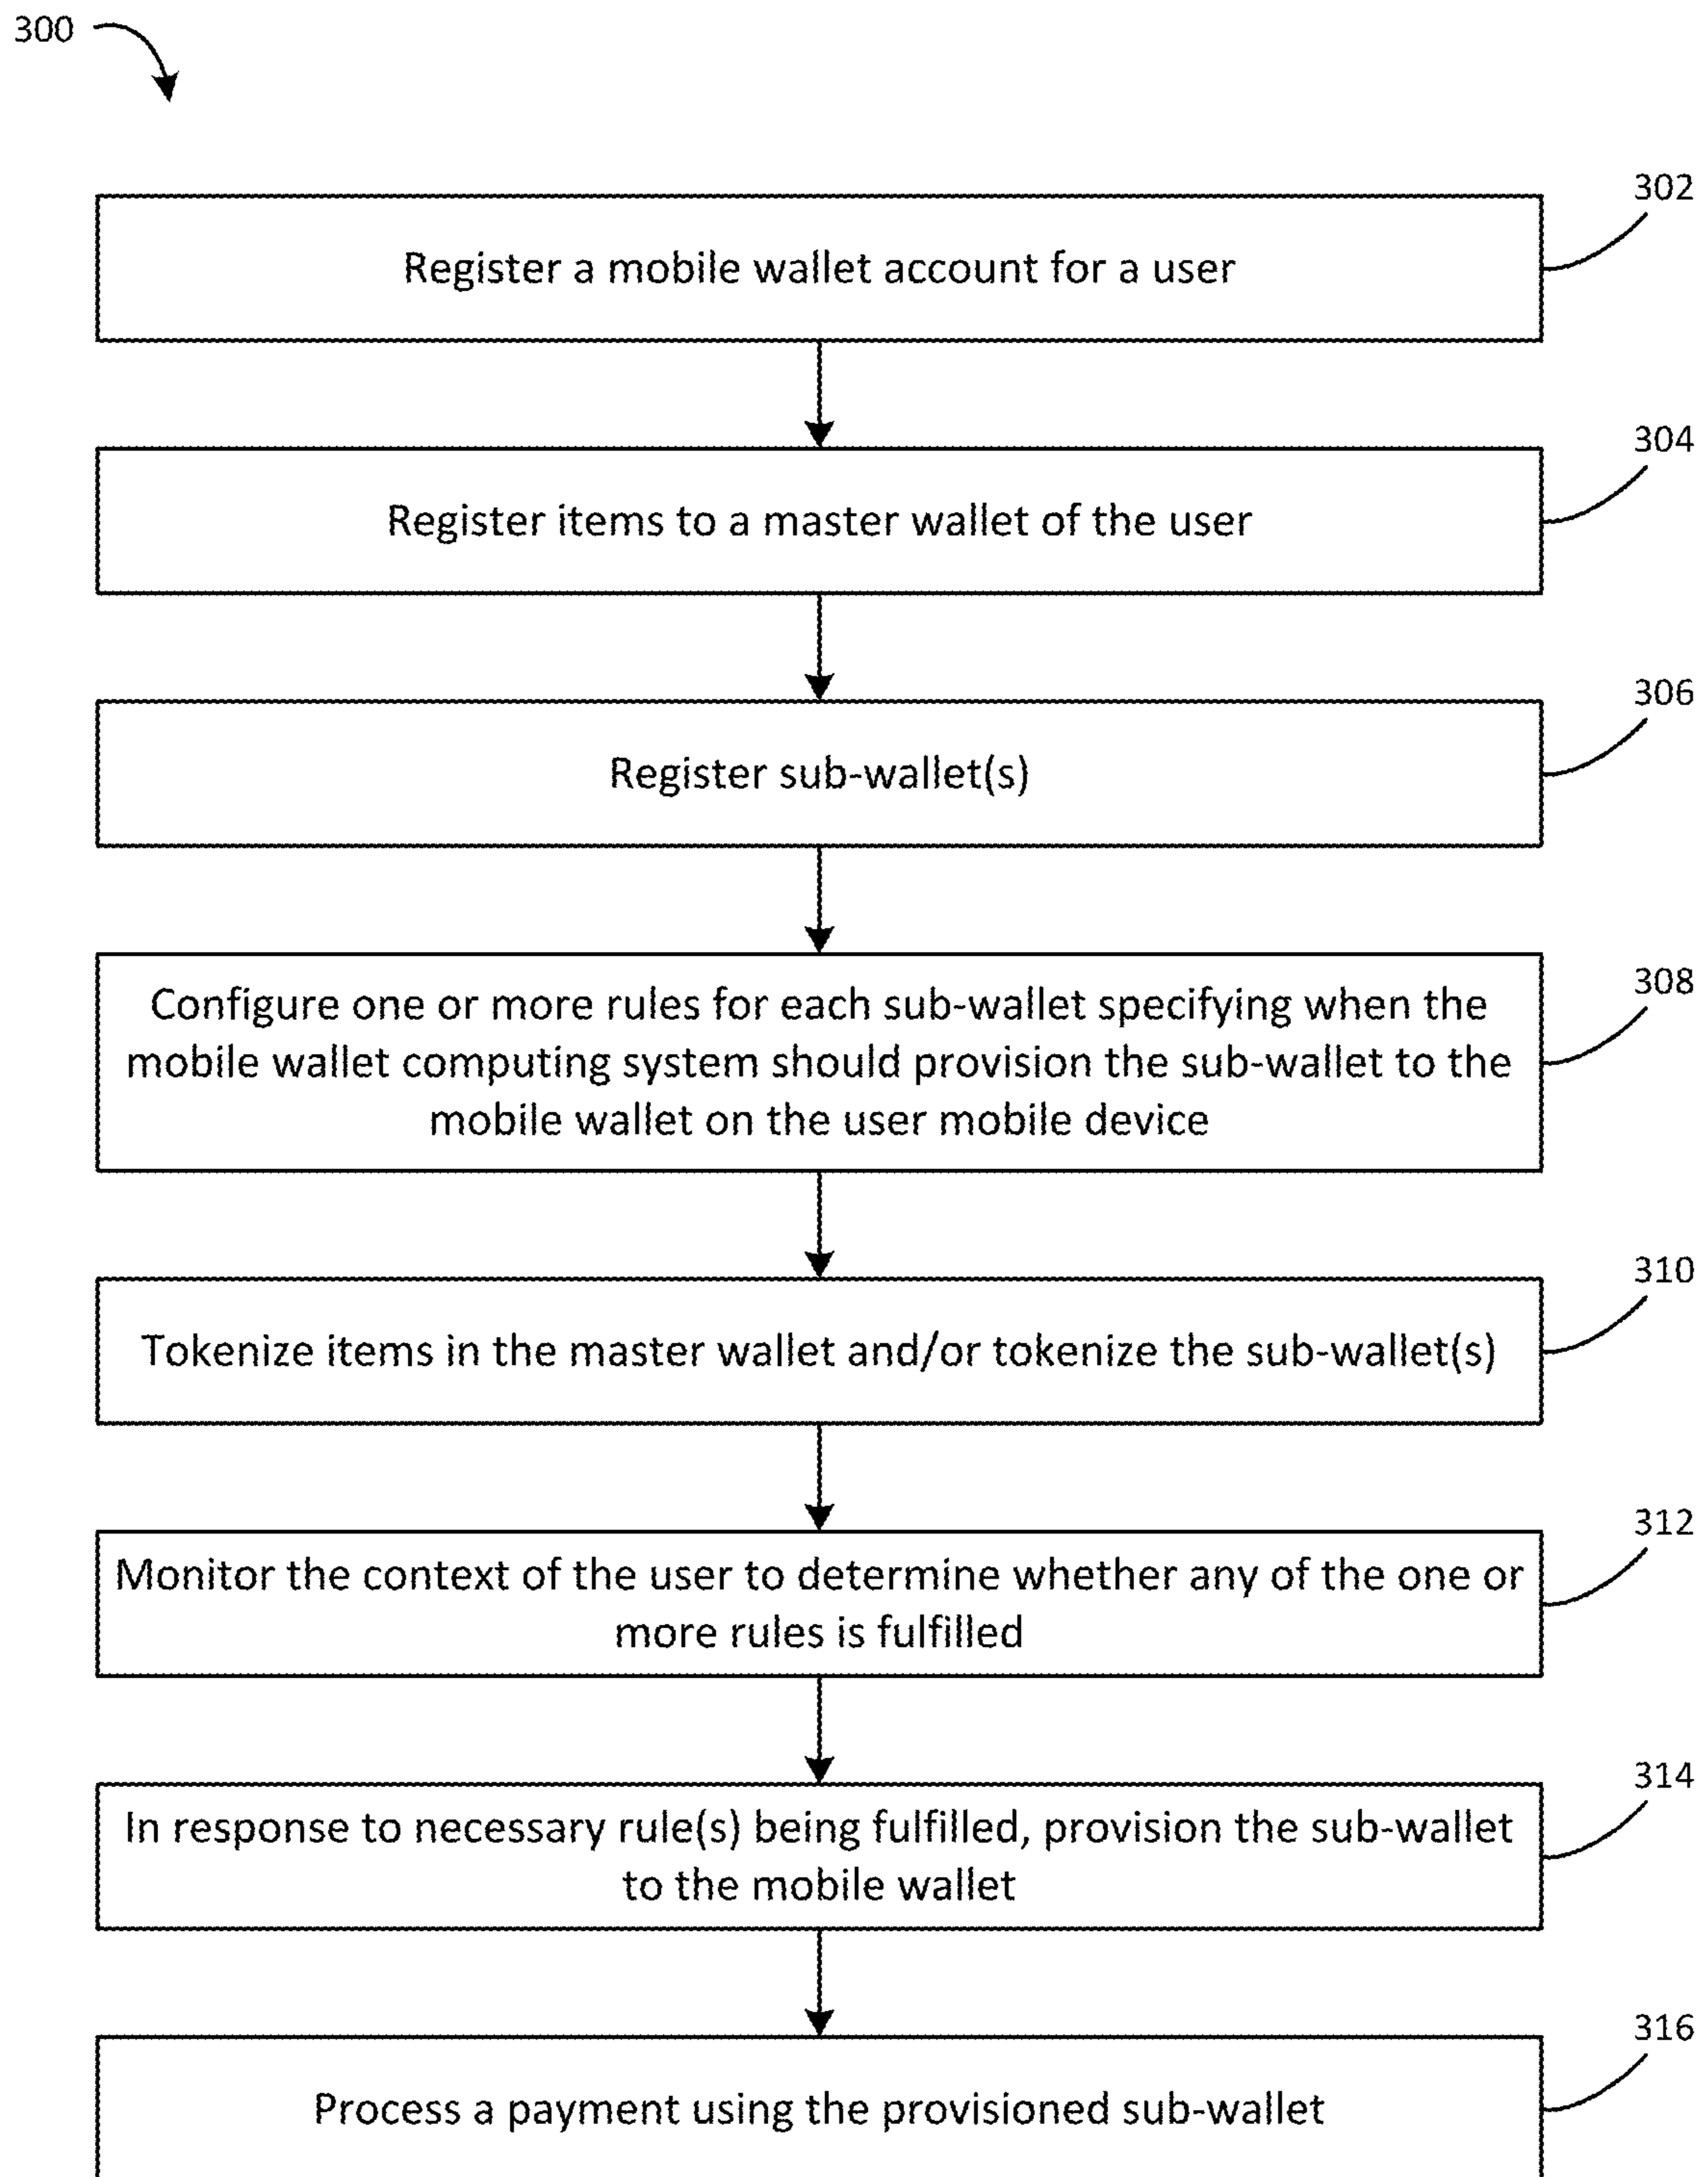 300
302
Register a mobile wallet account for a user
304
Register items to a master wallet of the user
306
Register sub-wallet(s)
308
Configure one or more rules for each sub-wallet specifying when the
mobile wallet computing system should provision the sub-wallet to the
mobile wallet on the user mobile device
310
Tokenize items in the master wallet and/or tokenize the sub-wallet(s)
312
Monitor the context of the user to determine whether any of the one or
more rules is fulfilled
314
In response to necessary rule(s) being fulfilled, provision the sub-wallet
to the mobile wallet
316
Process a payment using the provisioned sub-wallet